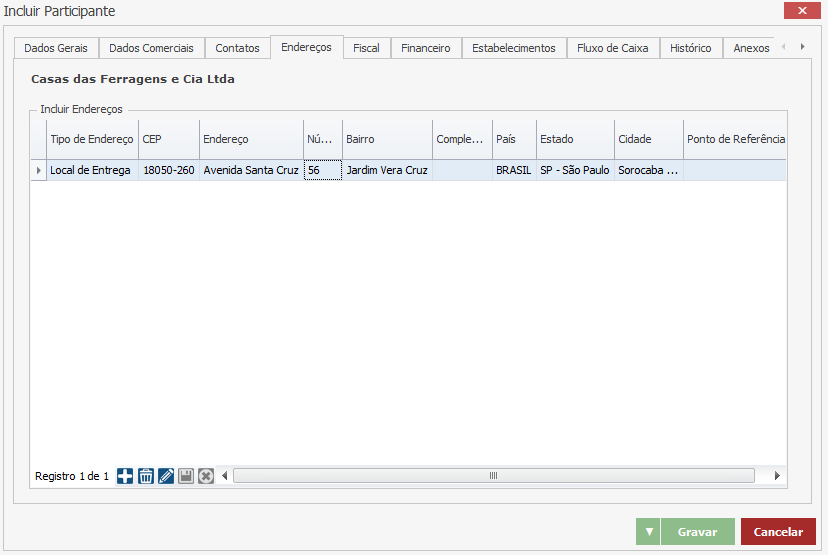 Incluir Participante
Dados Gerais Dados Comerciais Contatos Endereços Fiscal Financeiro Estabelecimentos Fluxo de Caixa Histórico Anexos
Casas das Ferragens e Cia Ltda
Incluir Endereços
Tipo de Endereço CEP Endereço Nú... Bairro Comple... País Estado Cidade Ponto de Referência
Local de Entrega 18050-260 Avenida Santa Cruz 56 Jardim Vera Cruz BRASIL SP - São Paulo Sorocaba ...
Registro 1 de 1
Gravar Cancelar